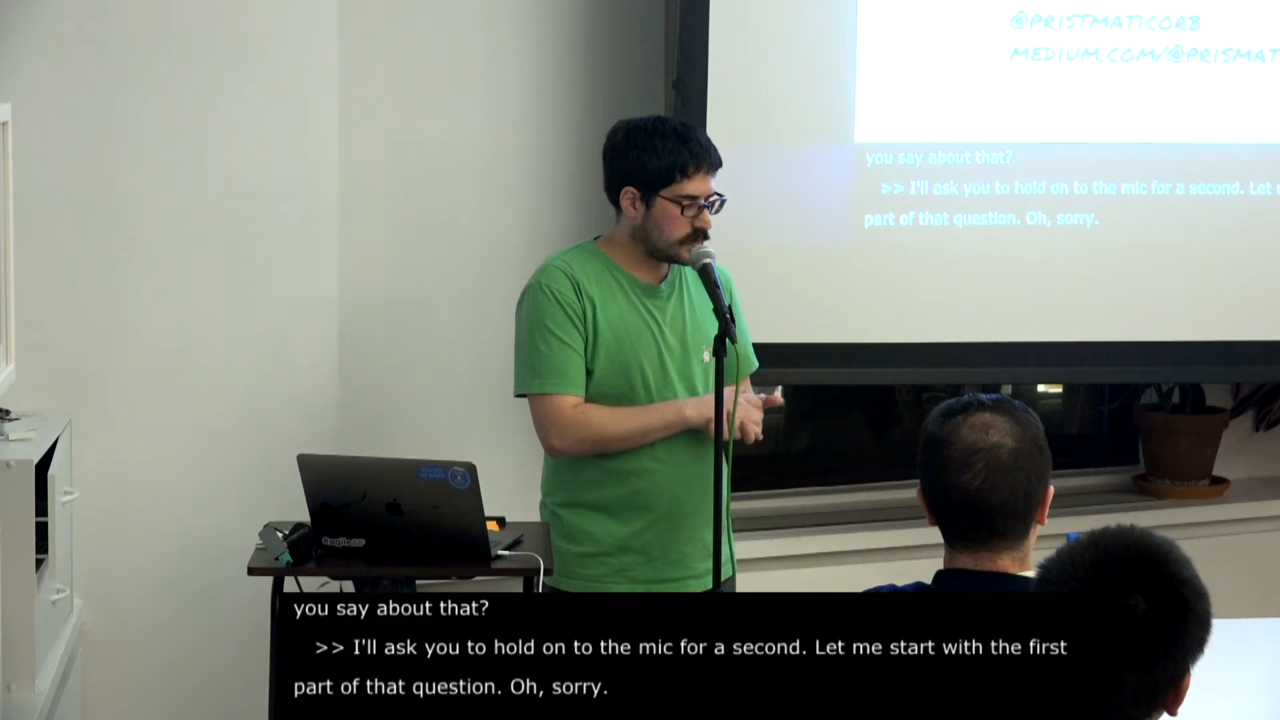 @PRISTMATICORB
MEDIUM.COM/@PRISMAT
you say about that?
>> I'll ask you to hold on to the mic for a second. Let
part of that question. Oh, sorry.
you say about that?
>> I'll ask you to hold on to the mic for a second. Let me start with the first
part of that question. Oh, sorry.